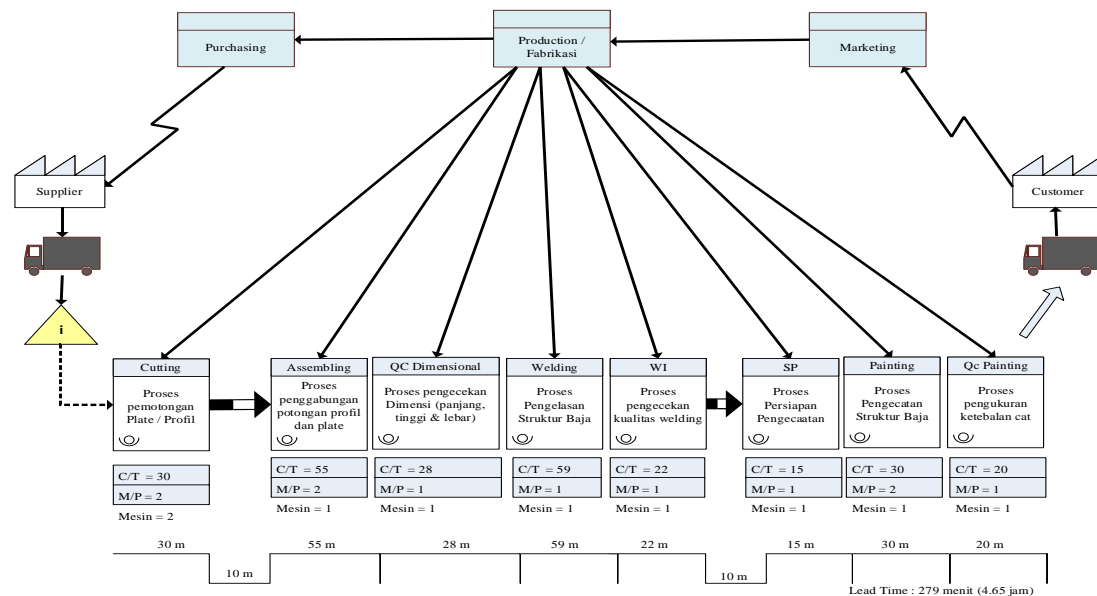 Purchasing
Production /
Fabrikasi
Marketing
Supplier
Customer
i
Cutting
Proses
pemotongan
Plate / Profil
C/T = 30
M/P = 2
Mesin = 2
Assembling
Proses
penggabungan
potongan profil
dan plate
C/T = 55
M/P = 2
Mesin = 1
QC Dimensional
Proses pengecekan
Dimensi (panjang,
tinggi & lebar)
C/T = 28
M/P = 1
Mesin = 1
Welding
Proses
Pengelasan
Struktur Baja
C/T = 59
M/P = 1
Mesin = 1
WI
Proses
pengecekan
kualitas welding
C/T = 22
M/P = 1
Mesin = 1
SP
Proses
Persiapan
Pengecaatan
C/T = 15
M/P = 1
Mesin = 1
Painting
Proses
Pengecatan
Struktur Baja
C/T = 30
M/P = 2
Mesin = 1
Qc Painting
Proses
pengukuran
ketebalan cat
C/T = 20
M/P = 1
Mesin = 1
30 m
10 m
55 m
28 m
59 m
22 m
10 m
15 m
30 m
20 m
Lead Time : 279 menit (4.65 jam)